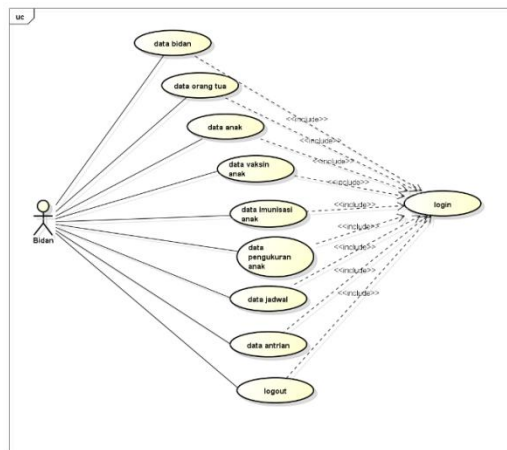 uc
data bidan
data orang tua
<<include>>
data anak
<<include>>
<<include>>
data vaksin
anak
<<include>>
login
data imunisasi
anak
<<include>>
Bidan
<<include>>
data
pengukuran
anak
<<include>>
data jadwal
<<include>>
data antrian
logout